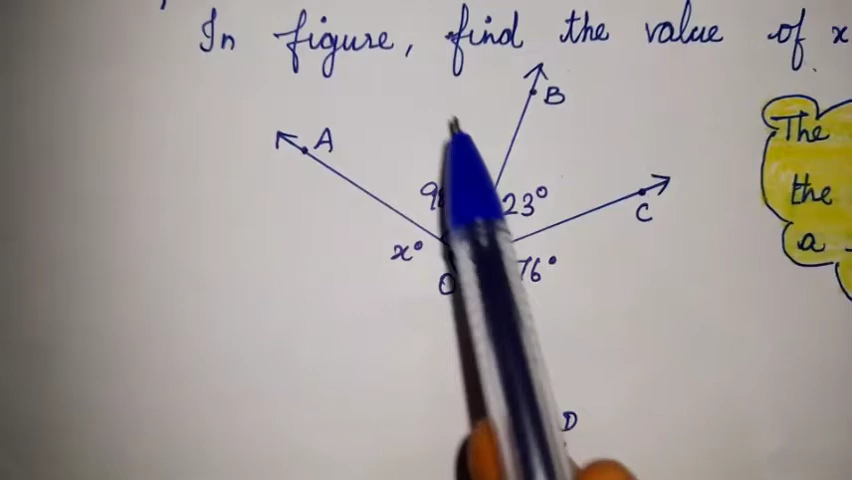 In figure, find the value of x
B
A
The
23°
the
C
x°
a
76°
O
D